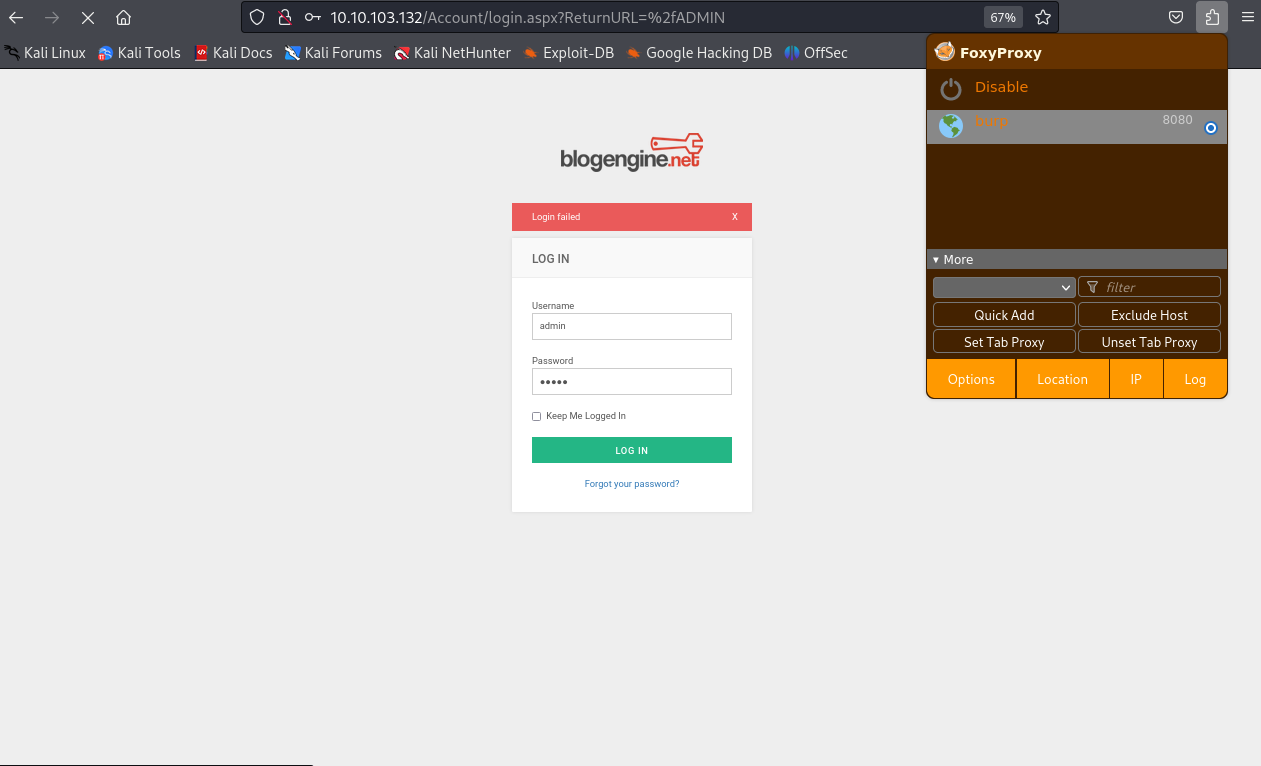 10.10.103.132/Account/login.aspx?ReturnURL=%2fADMIN 67%
Kali Linux Kali Tools Kali Docs Kali Forums Kali NetHunter Exploit-DB Google Hacking DB OffSec
FoxyProxy
Disable
burp 8080
More
filter
Quick Add Exclude Host
Set Tab Proxy Unset Tab Proxy
Options Location IP Log
blogengine.net
Login failed X
LOG IN
Username
admin
Password
•••••
Keep Me Logged In
LOG IN
Forgot your password?